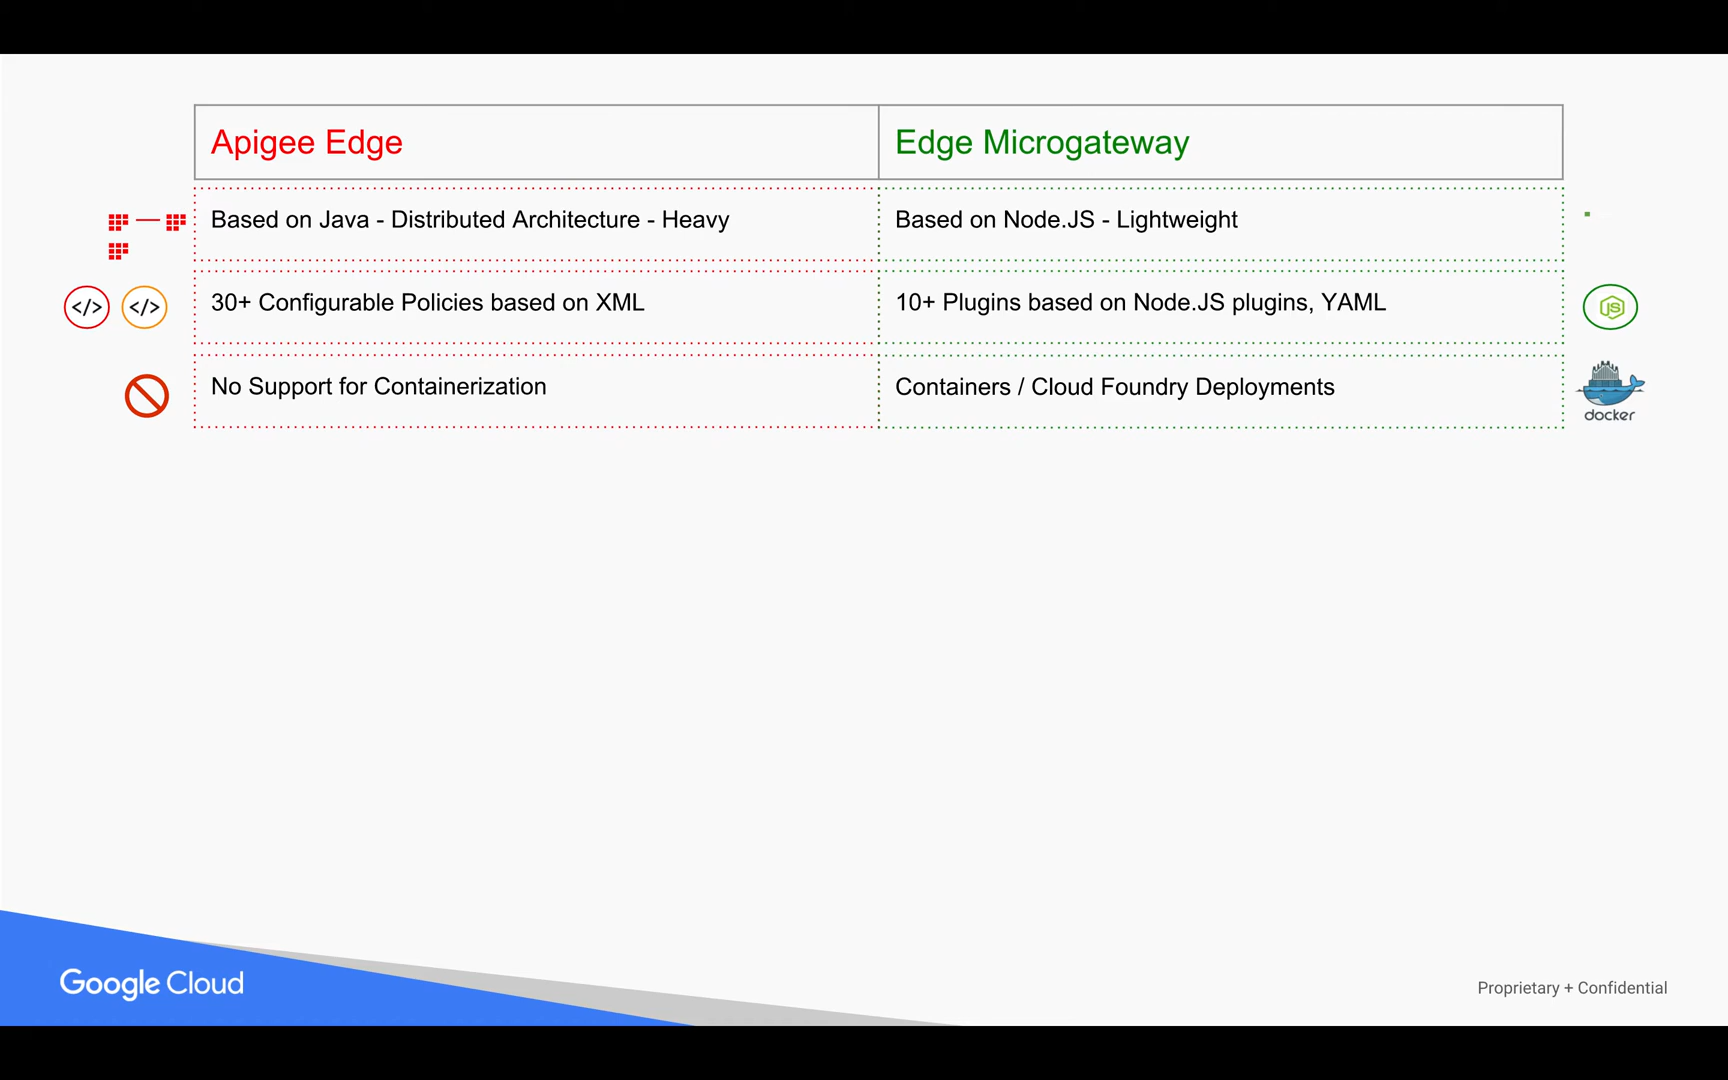 Apigee Edge
Edge Microgateway
Based on Java - Distributed Architecture - Heavy
Based on Node.JS - Lightweight
</> </>
30+ Configurable Policies based on XML
10+ Plugins based on Node.JS plugins, YAML
JS
No Support for Containerization
Containers / Cloud Foundry Deployments
docker
Google Cloud
Proprietary + Confidential